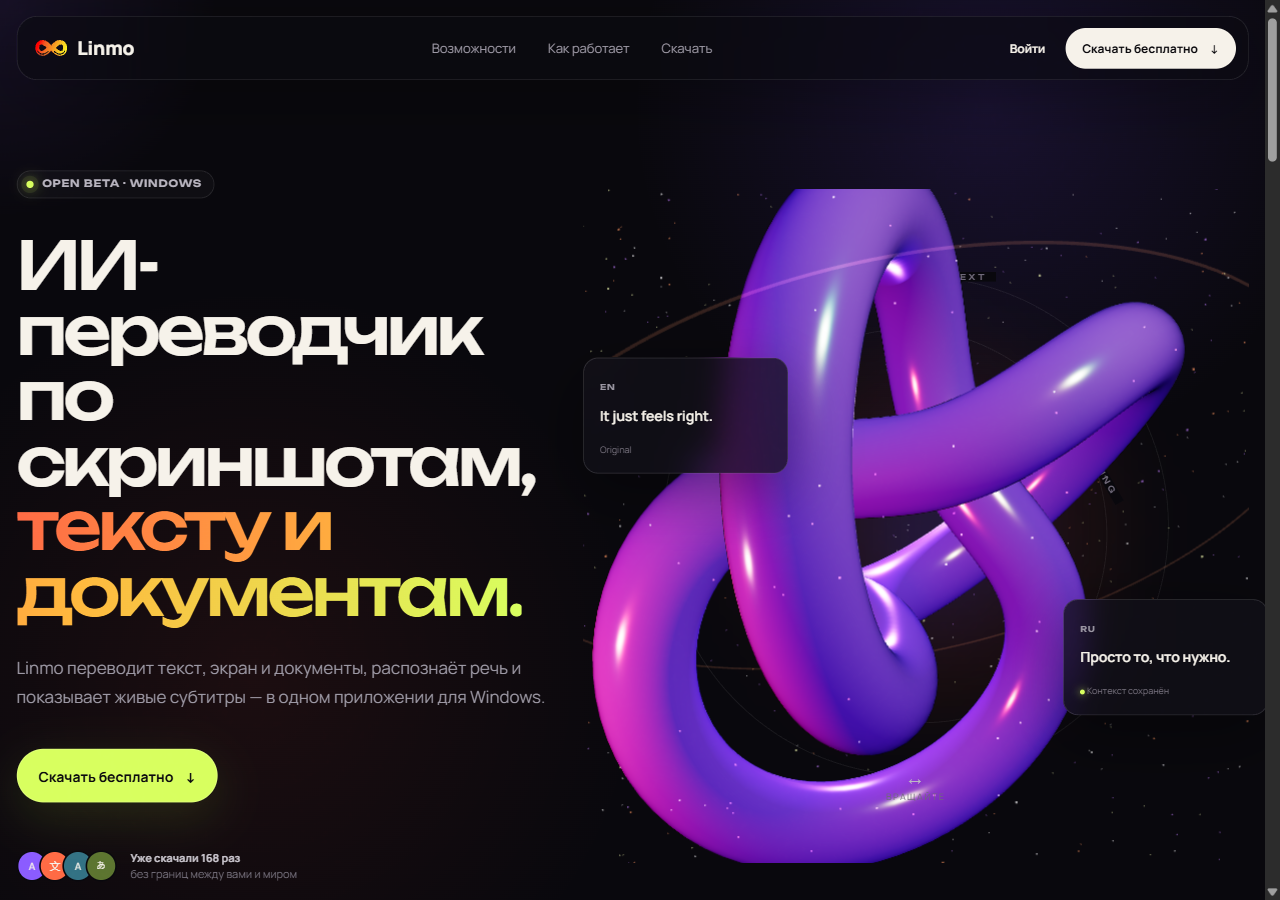 Linmo
Возможности
Как работает
Скачать
Войти
Скачать бесплатно ↓
OPEN BETA · WINDOWS
ИИ-
переводчик
по
скриншотам,
тексту и
документам.
Linmo переводит текст, экран и документы, распознаёт речь и
показывает живые субтитры — в одном приложении для Windows.
Скачать бесплатно ↓
A 文 A あ
Уже скачали 168 раз
без границ между вами и миром
EN
It just feels right.
Original
RU
Просто то, что нужно.
Контекст сохранён